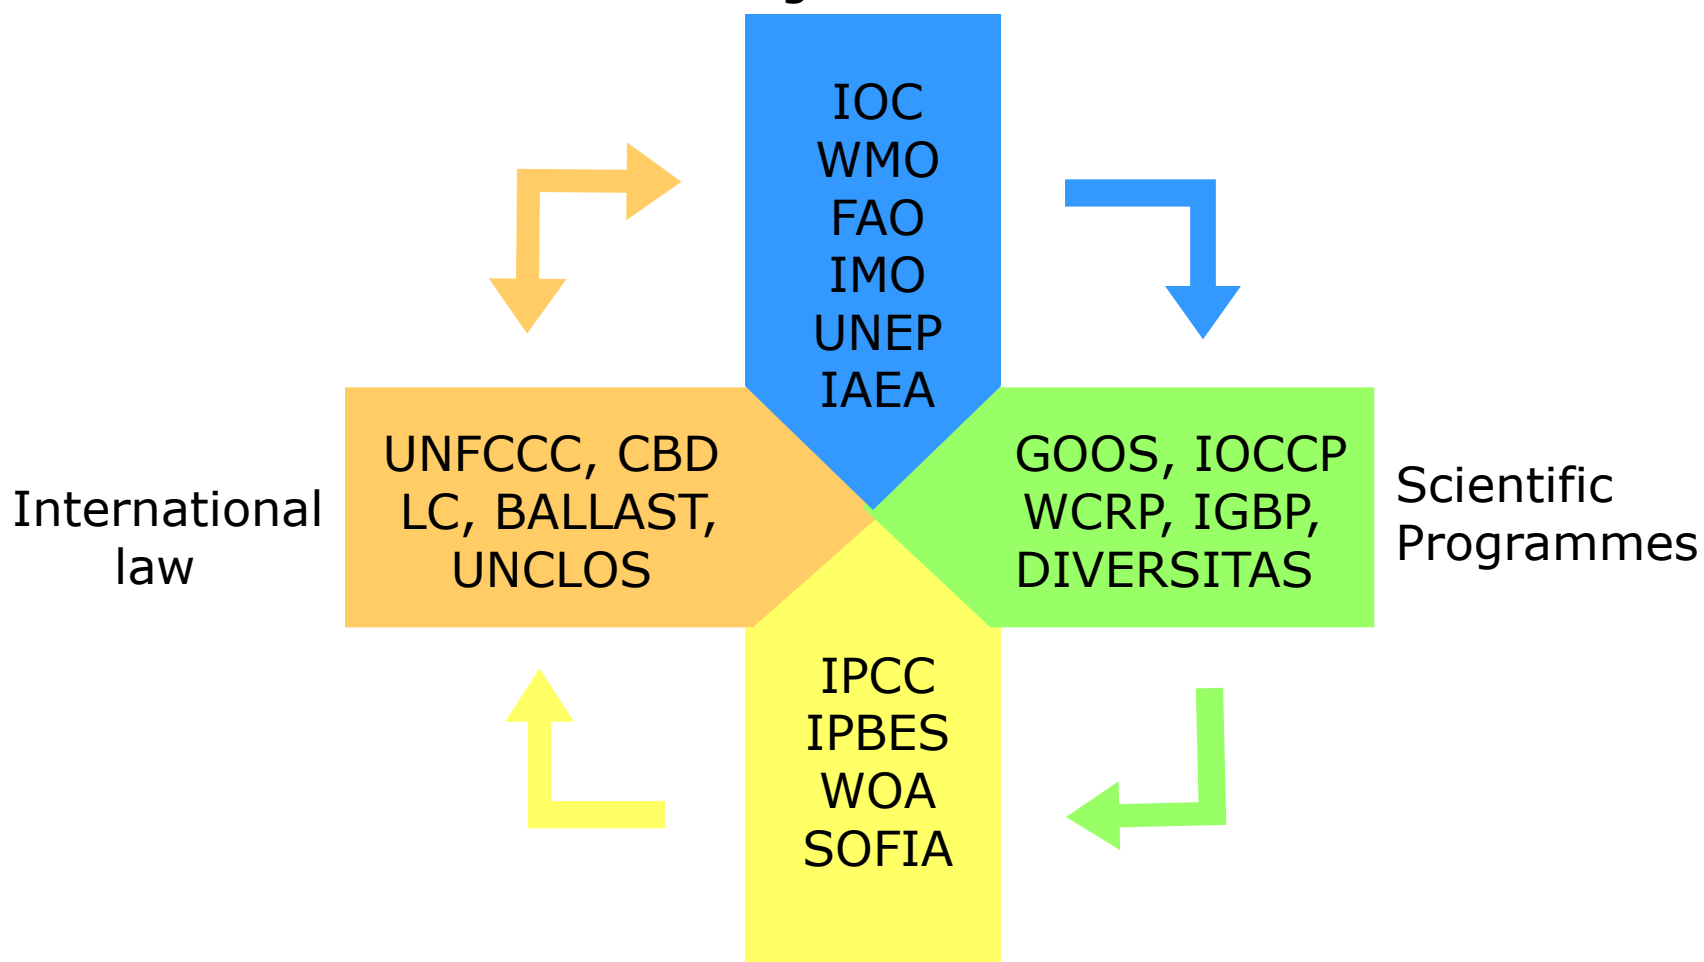 IOC
WMO
FAO
IMO
UNEP
IAEA
UNFCCC, CBD
LC, BALLAST,
UNCLOS
International
law
GOOS, IOCCP
WCRP, IGBP,
DIVERSITAS
Scientific
Programmes
IPCC
IPBES
WOA
SOFIA